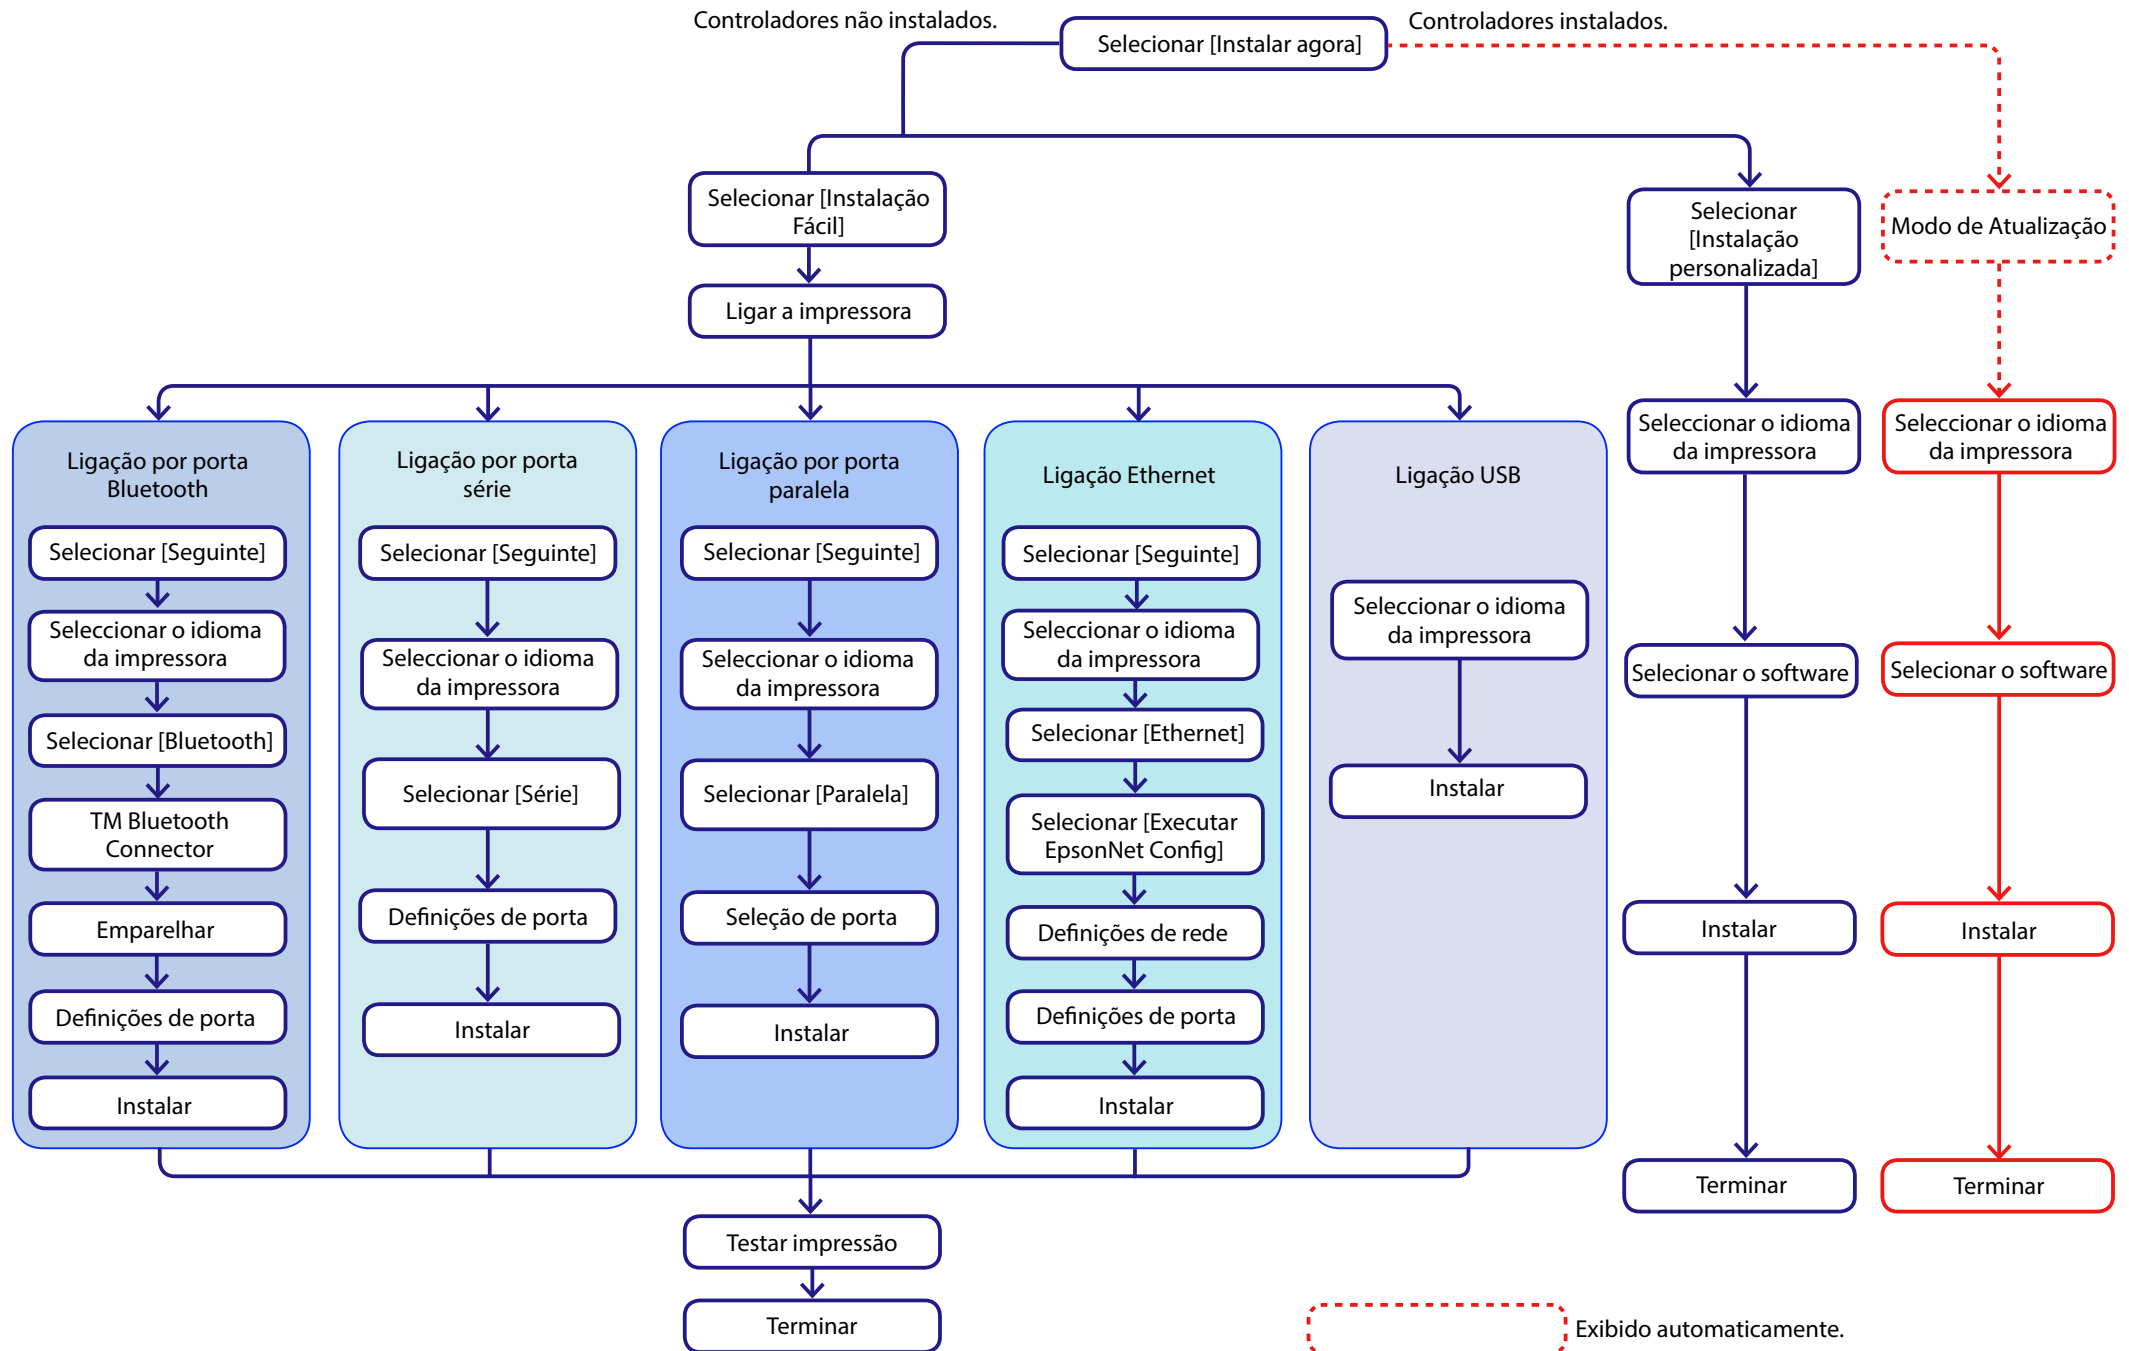 Controladores não instalados.
Selecionar [Instalar agora]
Controladores instalados.
Selecionar [Instalação
Fácil]
Ligar a impressora
Selecionar
[Instalação
personalizada]
Modo de Atualização
Ligação por porta
Bluetooth
Selecionar [Seguinte]
Seleccionar o idioma
da impressora
Selecionar [Bluetooth]
TM Bluetooth
Connector
Emparelhar
Definições de porta
Instalar
Ligação por porta
série
Selecionar [Seguinte]
Seleccionar o idioma
da impressora
Selecionar [Série]
Definições de porta
Instalar
Ligação por porta
paralela
Selecionar [Seguinte]
Seleccionar o idioma
da impressora
Selecionar [Paralela]
Seleção de porta
Instalar
Ligação Ethernet
Selecionar [Seguinte]
Seleccionar o idioma
da impressora
Selecionar [Ethernet]
Selecionar [Executar
EpsonNet Config]
Definições de rede
Definições de porta
Instalar
Ligação USB
Seleccionar o idioma
da impressora
Instalar
Seleccionar o idioma
da impressora
Selecionar o software
Instalar
Terminar
Seleccionar o idioma
da impressora
Selecionar o software
Instalar
Terminar
Testar impressão
Terminar
Exibido automaticamente.